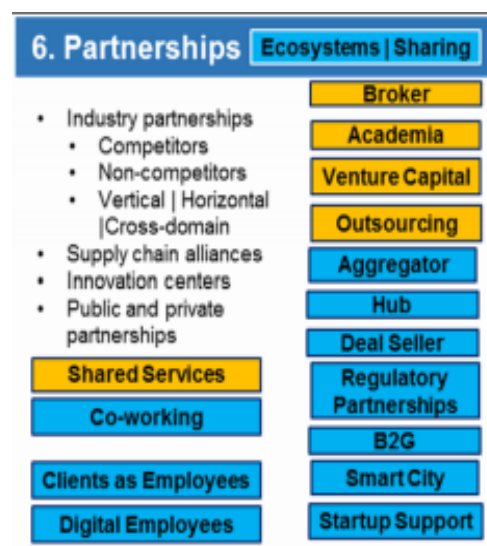 6. Partnerships
Ecosystems | Sharing
• Industry partnerships
• Competitors
• Non-competitors
• Vertical | Horizontal
|Cross-domain
• Supply chain alliances
• Innovation centers
• Public and private
partnerships
Shared Services
Co-working
Clients as Employees
Digital Employees
Broker
Academia
Venture Capital
Outsourcing
Aggregator
Hub
Deal Seller
Regulatory
Partnerships
B2G
Smart City
Startup Support